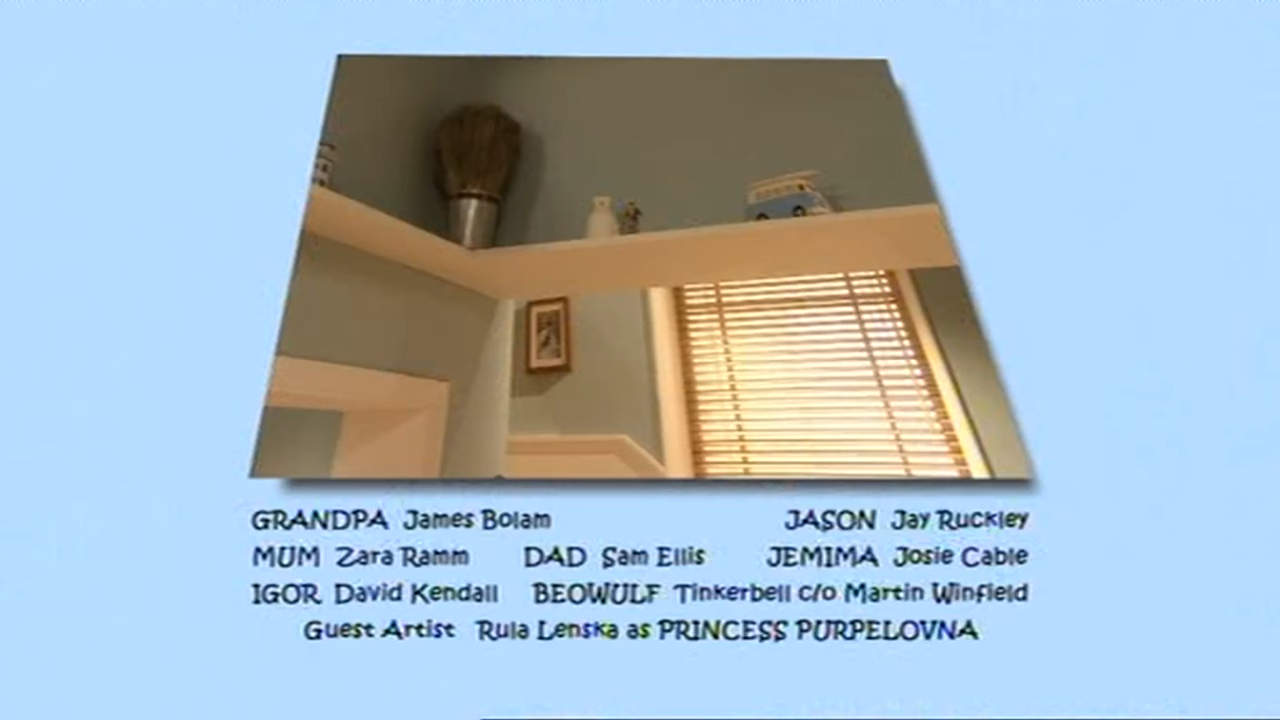 GRANDPA James Bolam JASON Jay Ruckley
MUM Zara Ramm DAD Sam Ellis JEMIMA Josie Cable
IGOR David Kendall BEOWULF Tinkerbell c/o Martin Winfield
Guest Artist Rula Lenska as PRINCESS PURPELOVNA